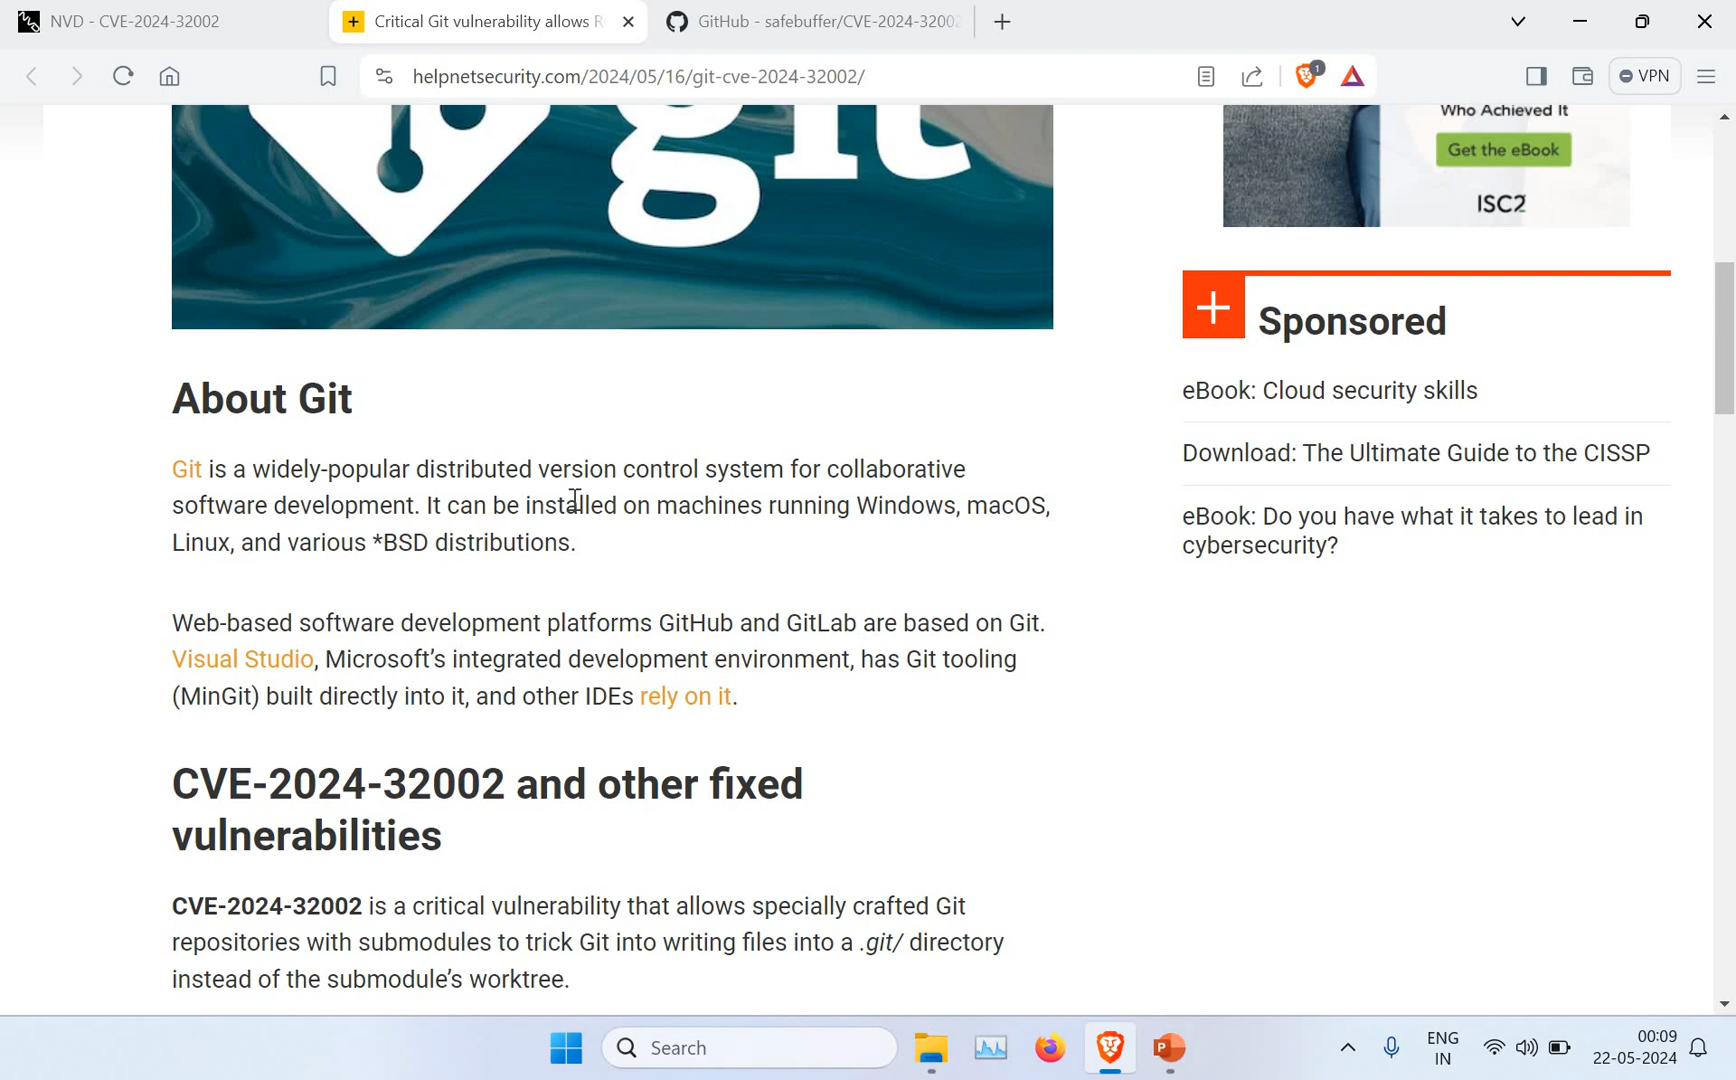 NVD - CVE-2024-32002
Critical Git vulnerability allows R
GitHub - safebuffer/CVE-2024-32002
helpnetsecurity.com/2024/05/16/git-cve-2024-32002/
1
VPN
git
Who Achieved It
Get the eBook
ISC2
Sponsored
eBook: Cloud security skills
Download: The Ultimate Guide to the CISSP
eBook: Do you have what it takes to lead in
cybersecurity?
About Git
Git is a widely-popular distributed version control system for collaborative
software development. It can be installed on machines running Windows, macOS,
Linux, and various *BSD distributions.
Web-based software development platforms GitHub and GitLab are based on Git.
Visual Studio, Microsoft’s integrated development environment, has Git tooling
(MinGit) built directly into it, and other IDEs rely on it.
CVE-2024-32002 and other fixed
vulnerabilities
CVE-2024-32002 is a critical vulnerability that allows specially crafted Git
repositories with submodules to trick Git into writing files into a .git/ directory
instead of the submodule’s worktree.
Search
P
ENG
IN
00:09
22-05-2024